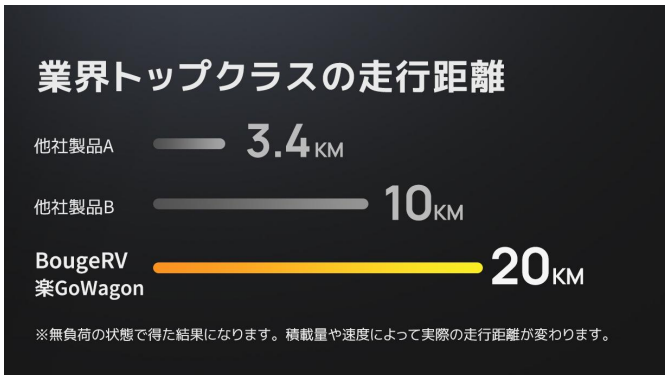 業界トップクラスの走行距離
他社製品A 3.4KM
他社製品B 10KM
BougeRV
楽GoWagon 20KM
※無負荷の状態で得た結果になります。積載量や速度によって実際の走行距離が変わります。